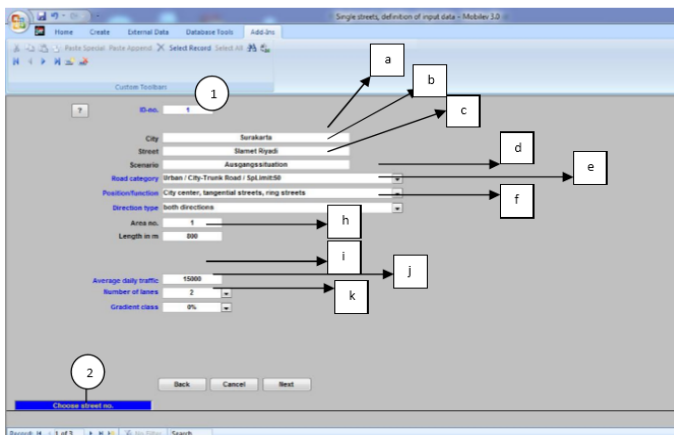 Single streets, definition of input data - Mobilev 3.0
Home Create External Data Database Tools Add-Ins
Paste Special Paste Append Select Record Select All
Custom Toolbars
1
a
b
c
d
e
f
h
i
j
k
? ID-no. 1
City Surakarta
Street Slamet Riyadi
Scenario Ausgangssituation
Road category Urban / City-Trunk Road / SpLimit:50
Position/function City center, tangential streets, ring streets
Direction type both directions
Area no. 1
Length in m 800
Average daily traffic 15000
Number of lanes 2
Gradient class 0%
2
Back Cancel Next
Choose street no.
Record: 1 of 3 No Filter Search